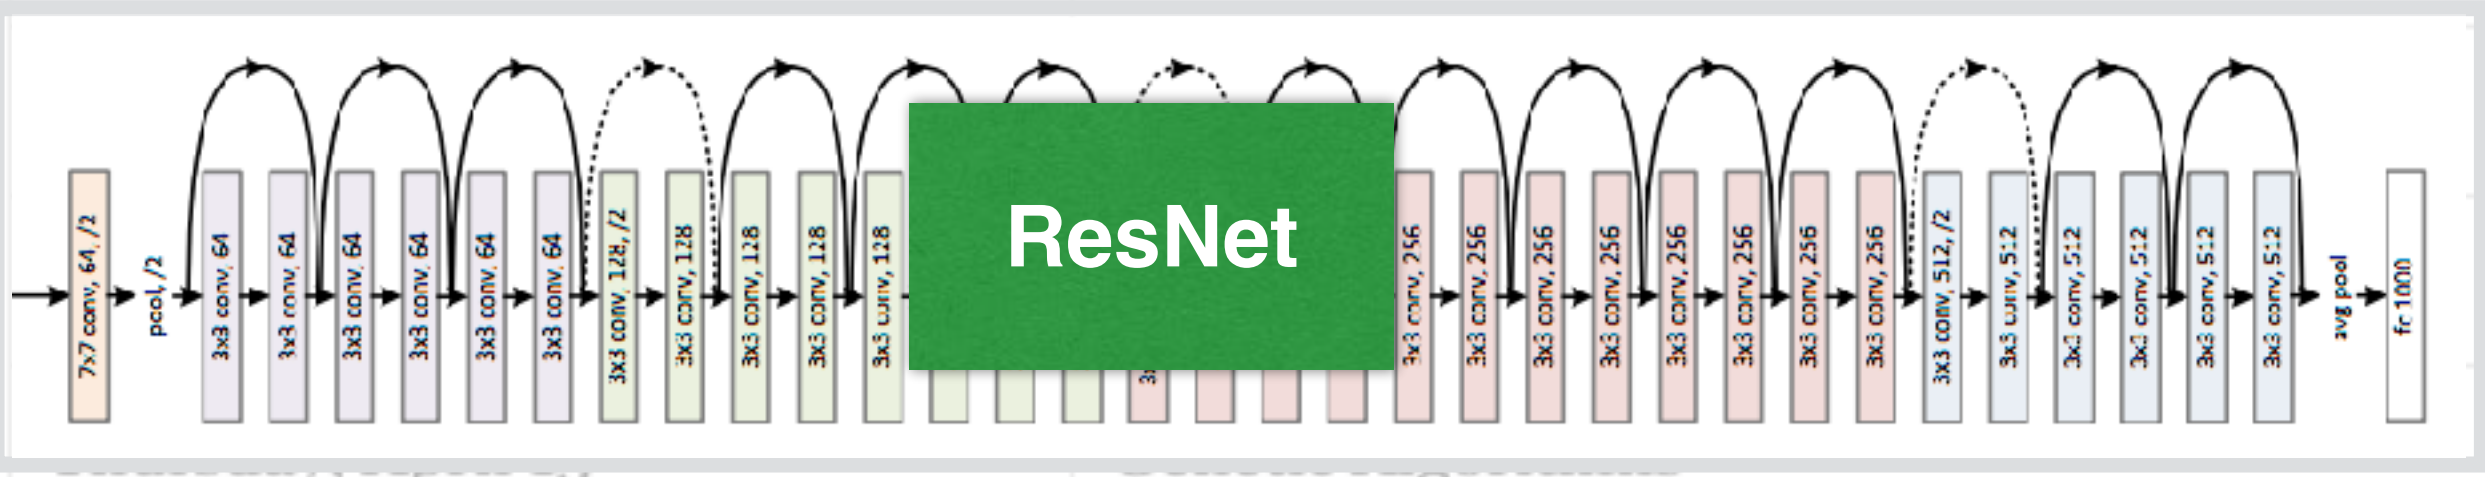 7x7 conv, 64, /2
pool, /2
3x3 conv, 64
3x3 conv, 64
3x3 conv, 64
3x3 conv, 64
3x3 conv, 64
3x3 conv, 64
3x3 conv, 128, /2
3x3 conv, 128
3x3 conv, 128
3x3 conv, 128
3x3 conv, 128
ResNet
3x3 conv, 256
3x3 conv, 256
3x3 conv, 256
3x3 conv, 256
3x3 conv, 256
3x3 conv, 256
3x3 conv, 256
3x3 conv, 256
3x3 conv, 512, /2
3x3 conv, 512
3x3 conv, 512
3x3 conv, 512
3x3 conv, 512
3x3 conv, 512
avg pool
fc 1000